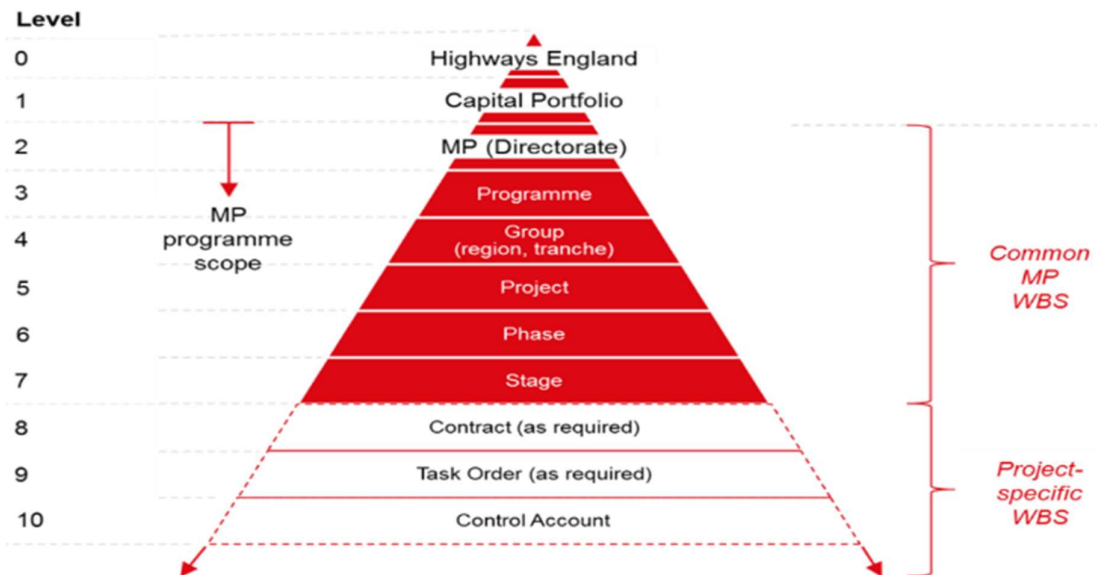 Level
0
Highways England
1
Capital Portfolio
2
MP (Directorate)
3
Programme
MP
programme
scope
4
Group
(region, tranche)
Common
MP
WBS
5
Project
6
Phase
7
Stage
8
Contract (as required)
9
Task Order (as required)
Project-
specific
WBS
10
Control Account